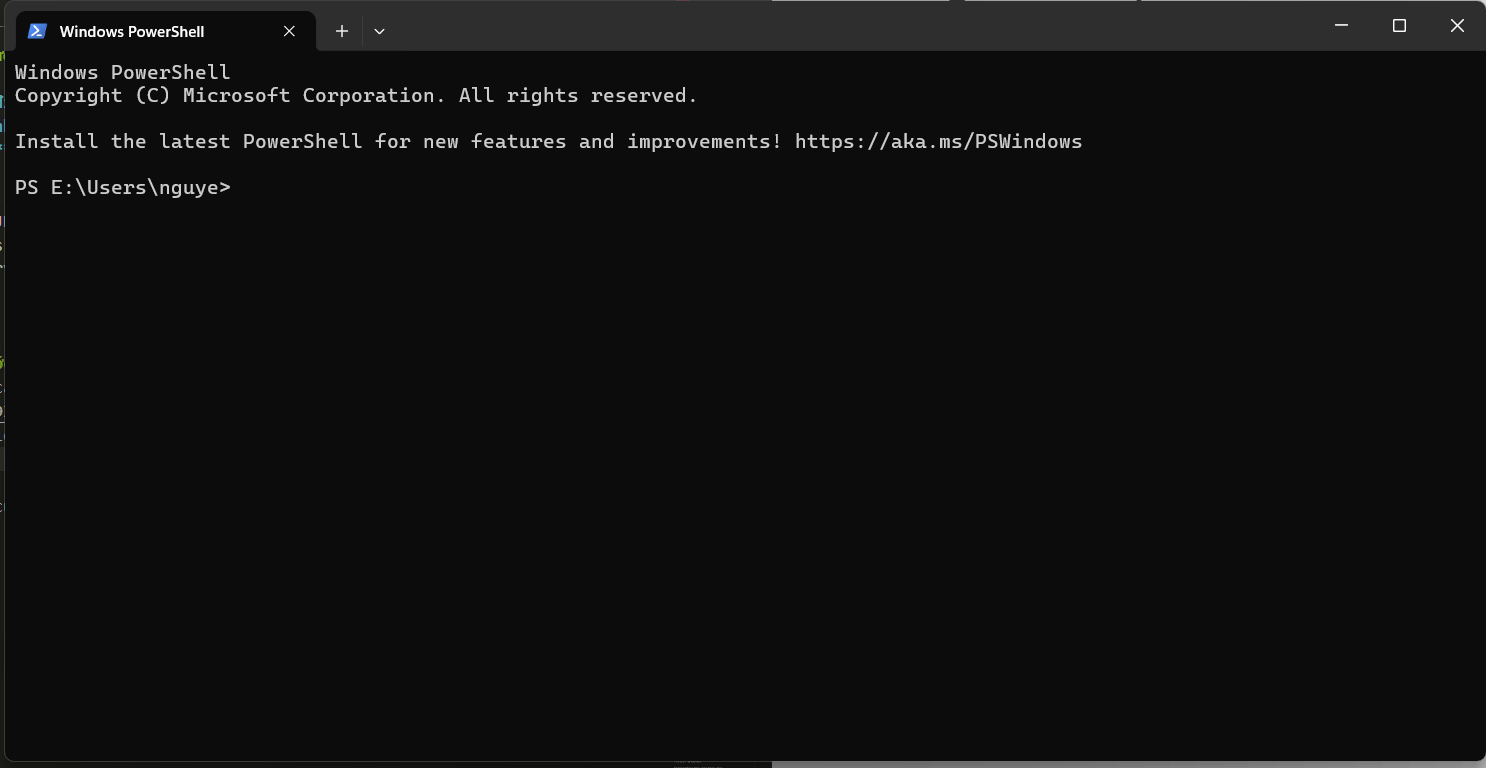 Windows PowerShell
Windows PowerShell
Copyright (C) Microsoft Corporation. All rights reserved.
Install the latest PowerShell for new features and improvements! https://aka.ms/PSWindows
PS E:\Users\nguye>